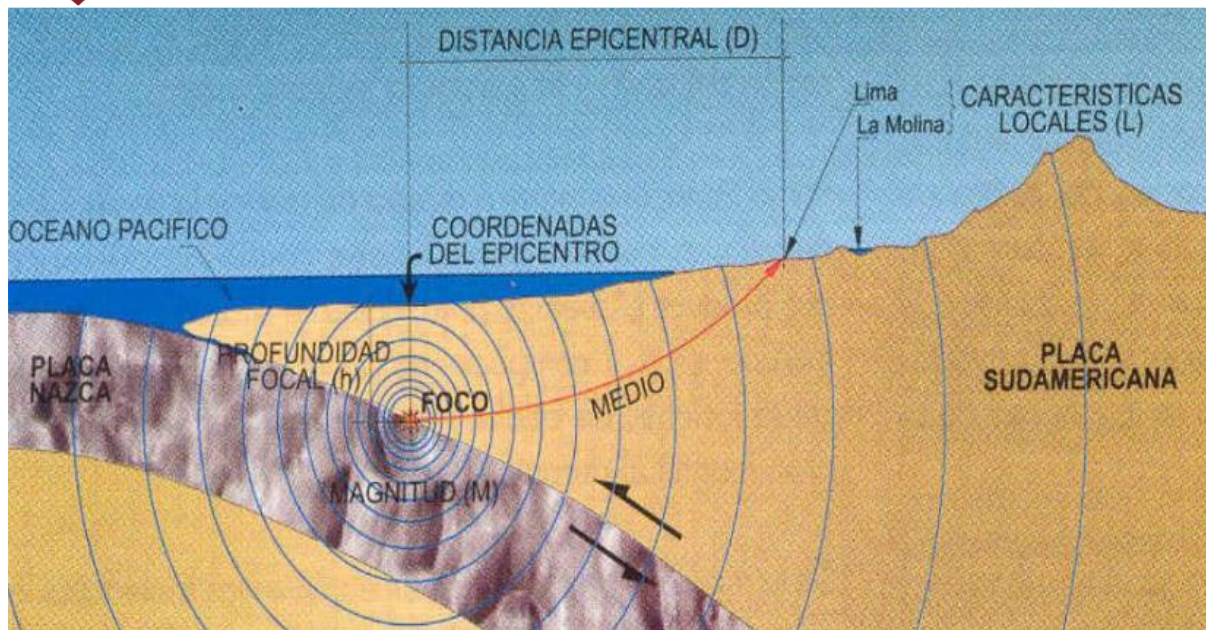 DISTANCIA EPICENTRAL (D)
Lima
La Molina
CARACTERISTICAS
LOCALES (L)
OCEANO PACIFICO
COORDENADAS
DEL EPICENTRO
PLACA
NAZCA
PROFUNDIDAD
FOCAL (h)
FOCO
MEDIO
MAGNITUD (M)
PLACA
SUDAMERICANA